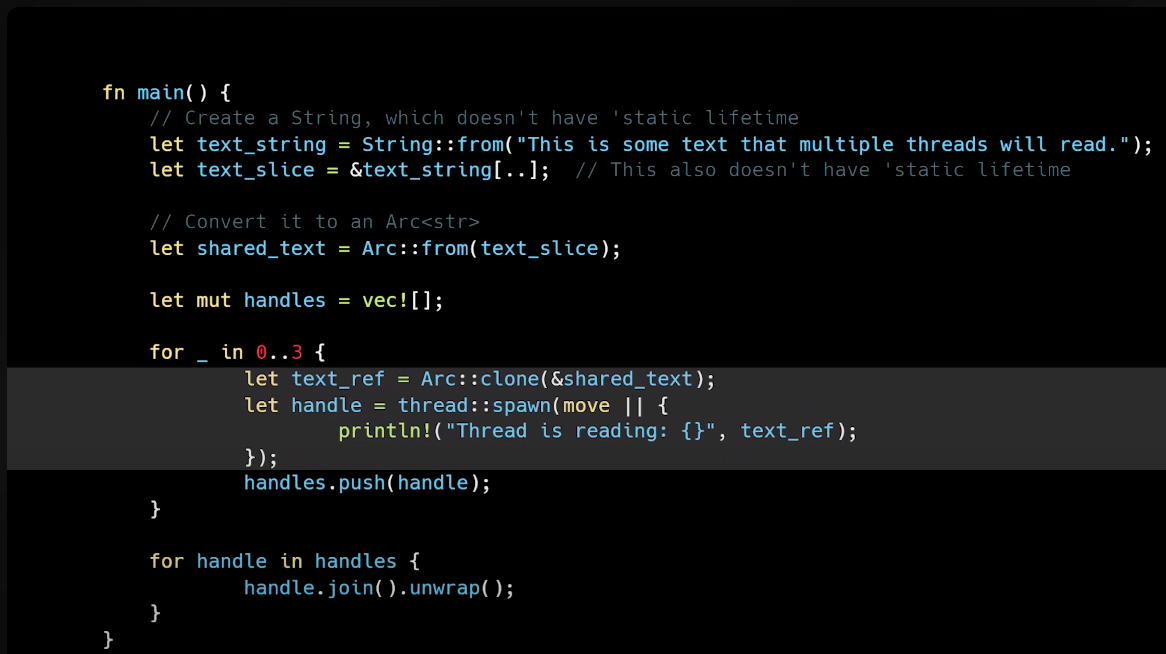 fn main() {
// Create a String, which doesn't have 'static lifetime
let text_string = String::from("This is some text that multiple threads will read.");
let text_slice = &text_string[..]; // This also doesn't have 'static lifetime
// Convert it to an Arc<str>
let shared_text = Arc::from(text_slice);
let mut handles = vec![];
for _ in 0..3 {
let text_ref = Arc::clone(&shared_text);
let handle = thread::spawn(move || {
println!("Thread is reading: {}", text_ref);
});
handles.push(handle);
}
for handle in handles {
handle.join().unwrap();
}
}